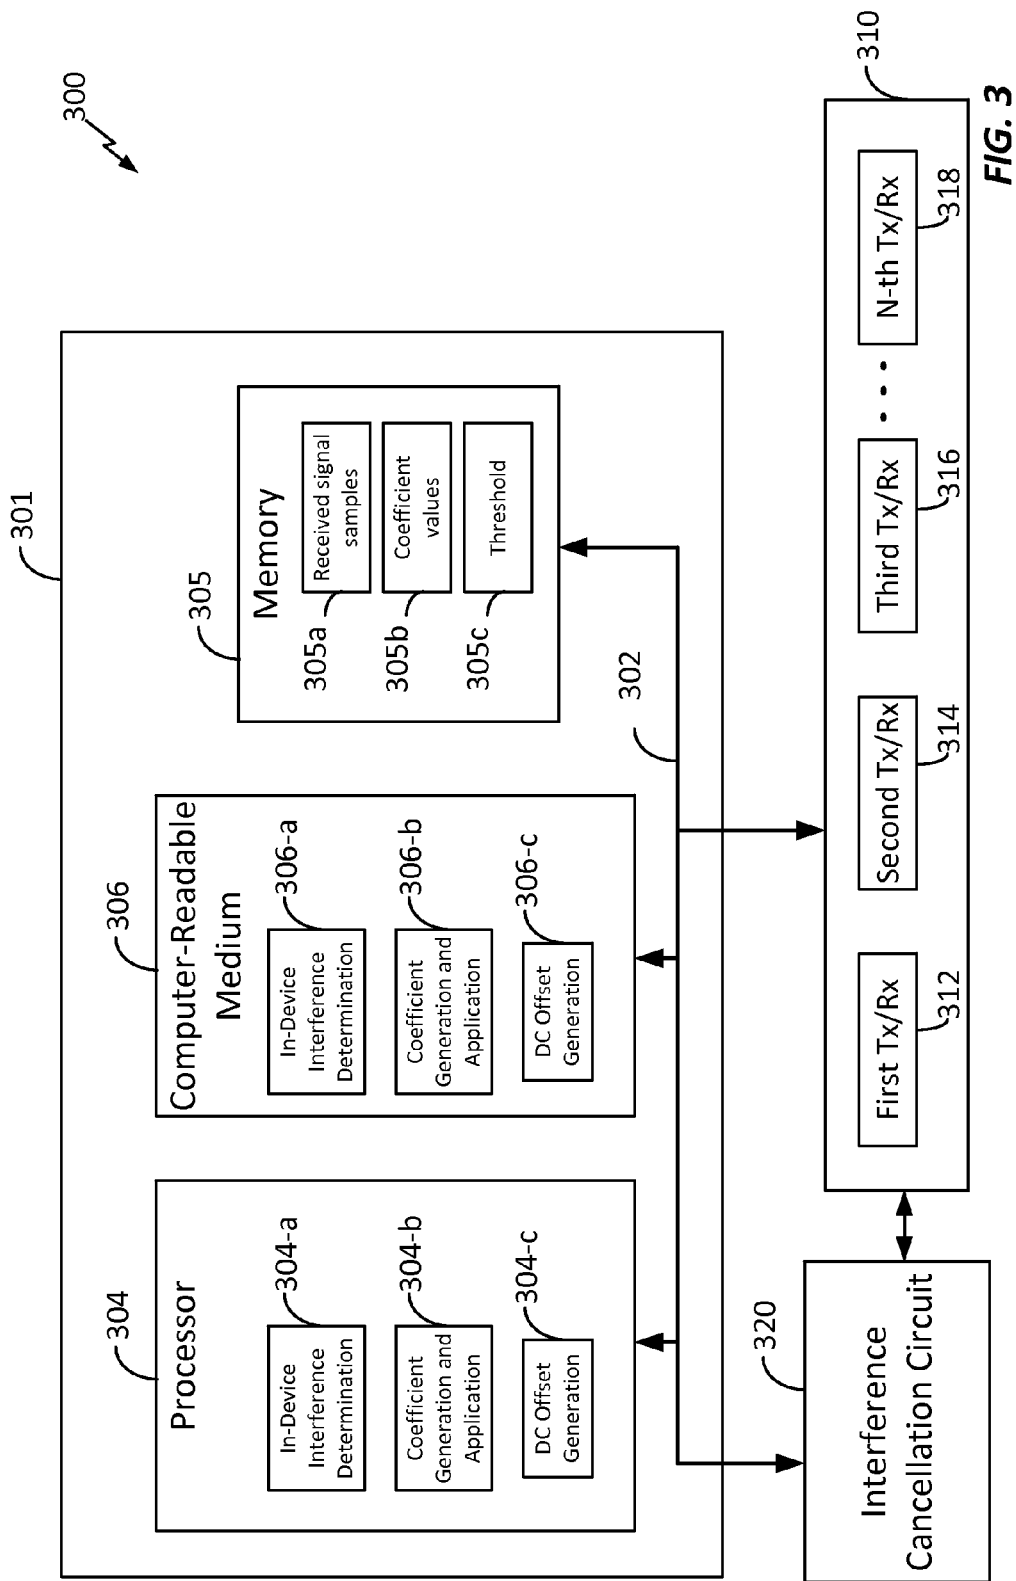 300
301
304
Processor
In-Device
Interference
Determination
304-a
Coefficient
Generation and
Application
304-b
DC Offset
Generation
304-c
306
Computer-Readable
Medium
In-Device
Interference
Determination
306-a
Coefficient
Generation and
Application
306-b
DC Offset
Generation
306-c
305
Memory
Received signal
samples
305a
Coefficient
values
305b
Threshold
305c
302
320
Interference
Cancellation Circuit
First Tx/Rx
312
Second Tx/Rx
314
Third Tx/Rx
316
• • •
N-th Tx/Rx
318
310
FIG. 3